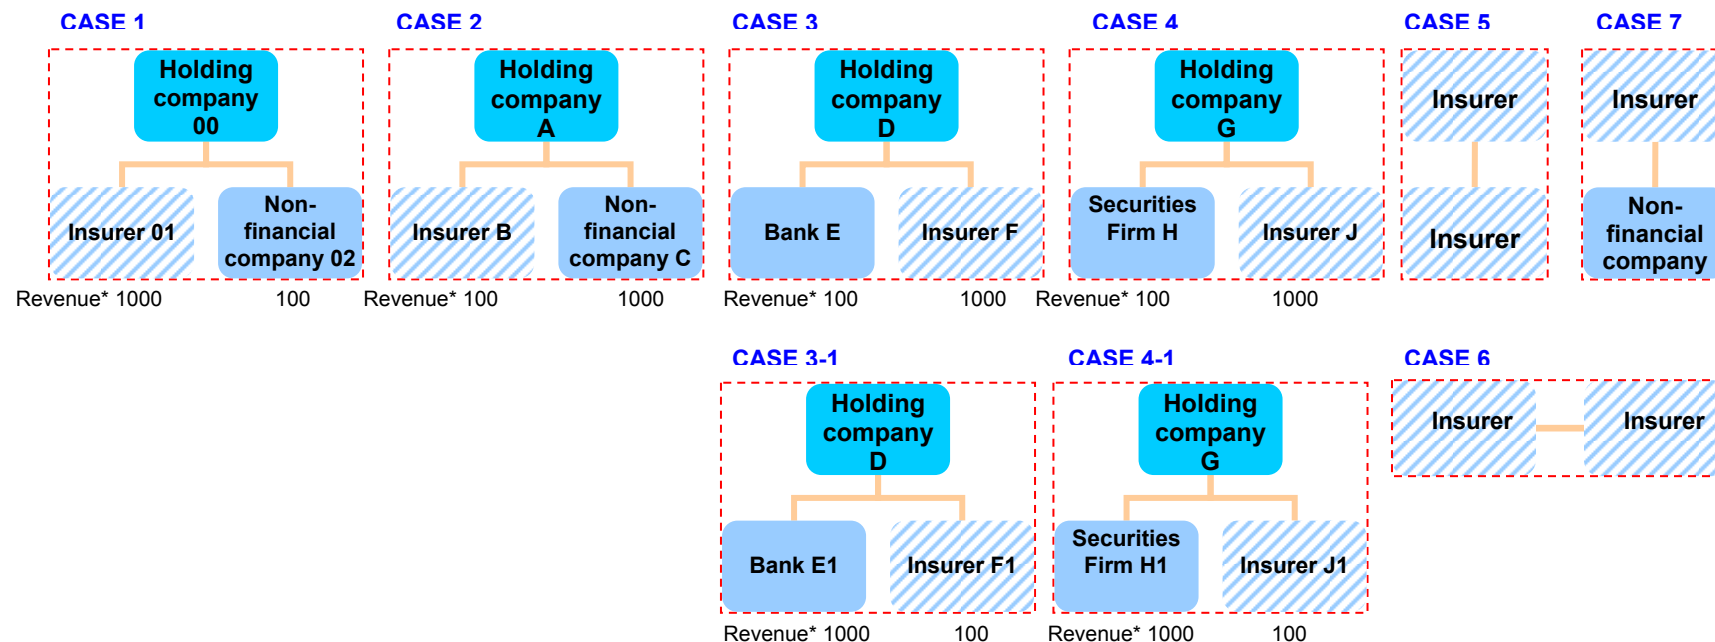 CASE 1
Holding
company
00
Insurer 01
Non-
financial
company 02
Revenue* 1000 100
CASE 2
Holding
company
A
Insurer B
Non-
financial
company C
Revenue* 100 1000
CASE 3
Holding
company
D
Bank E
Insurer F
Revenue* 100 1000
CASE 4
Holding
company
G
Securities
Firm H
Insurer J
Revenue* 100 1000
CASE 5
Insurer
Insurer
CASE 7
Insurer
Non-
financial
company
CASE 3-1
Holding
company
D
Bank E1
Insurer F1
Revenue* 1000 100
CASE 4-1
Holding
company
G
Securities
Firm H1
Insurer J1
Revenue* 1000 100
CASE 6
Insurer
Insurer